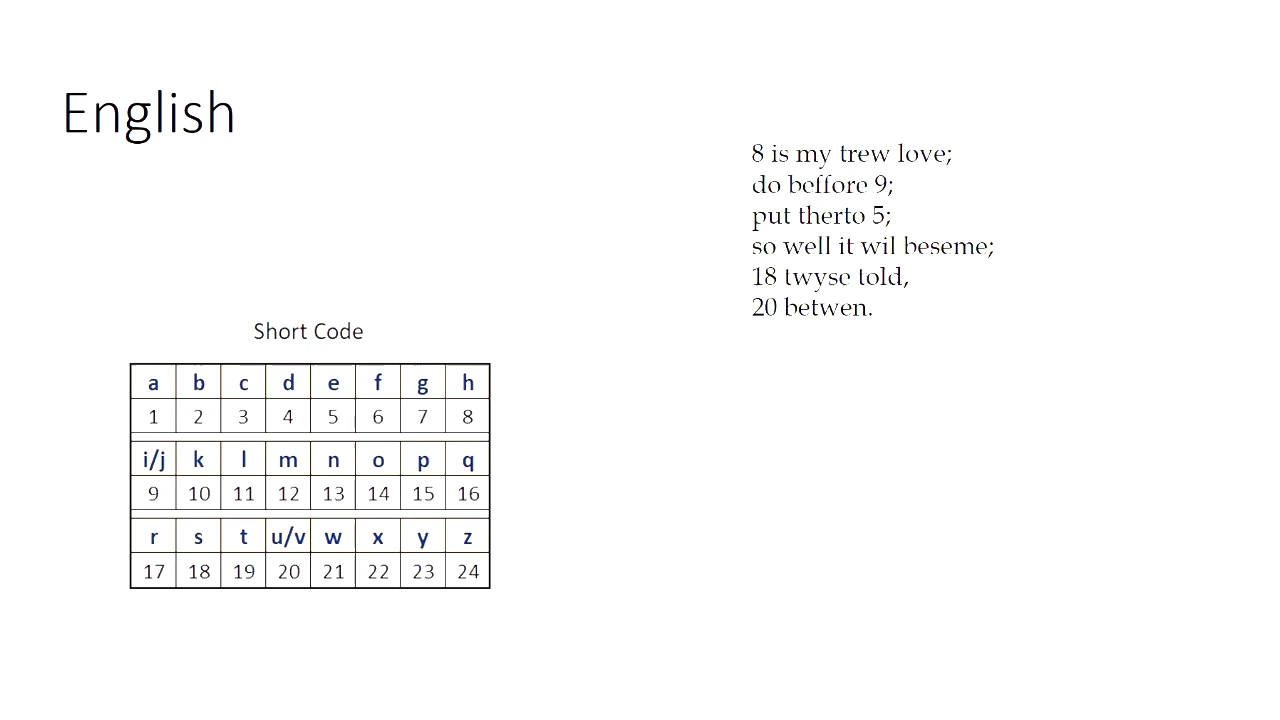 English
8 is my trew love;
do beffore 9;
put therto 5;
so well it wil beseme;
18 twyse told,
20 betwen.
Short Code
a b c d e f g h
1 2 3 4 5 6 7 8
i/j k l m n o p q
9 10 11 12 13 14 15 16
r s t u/v w x y z
17 18 19 20 21 22 23 24